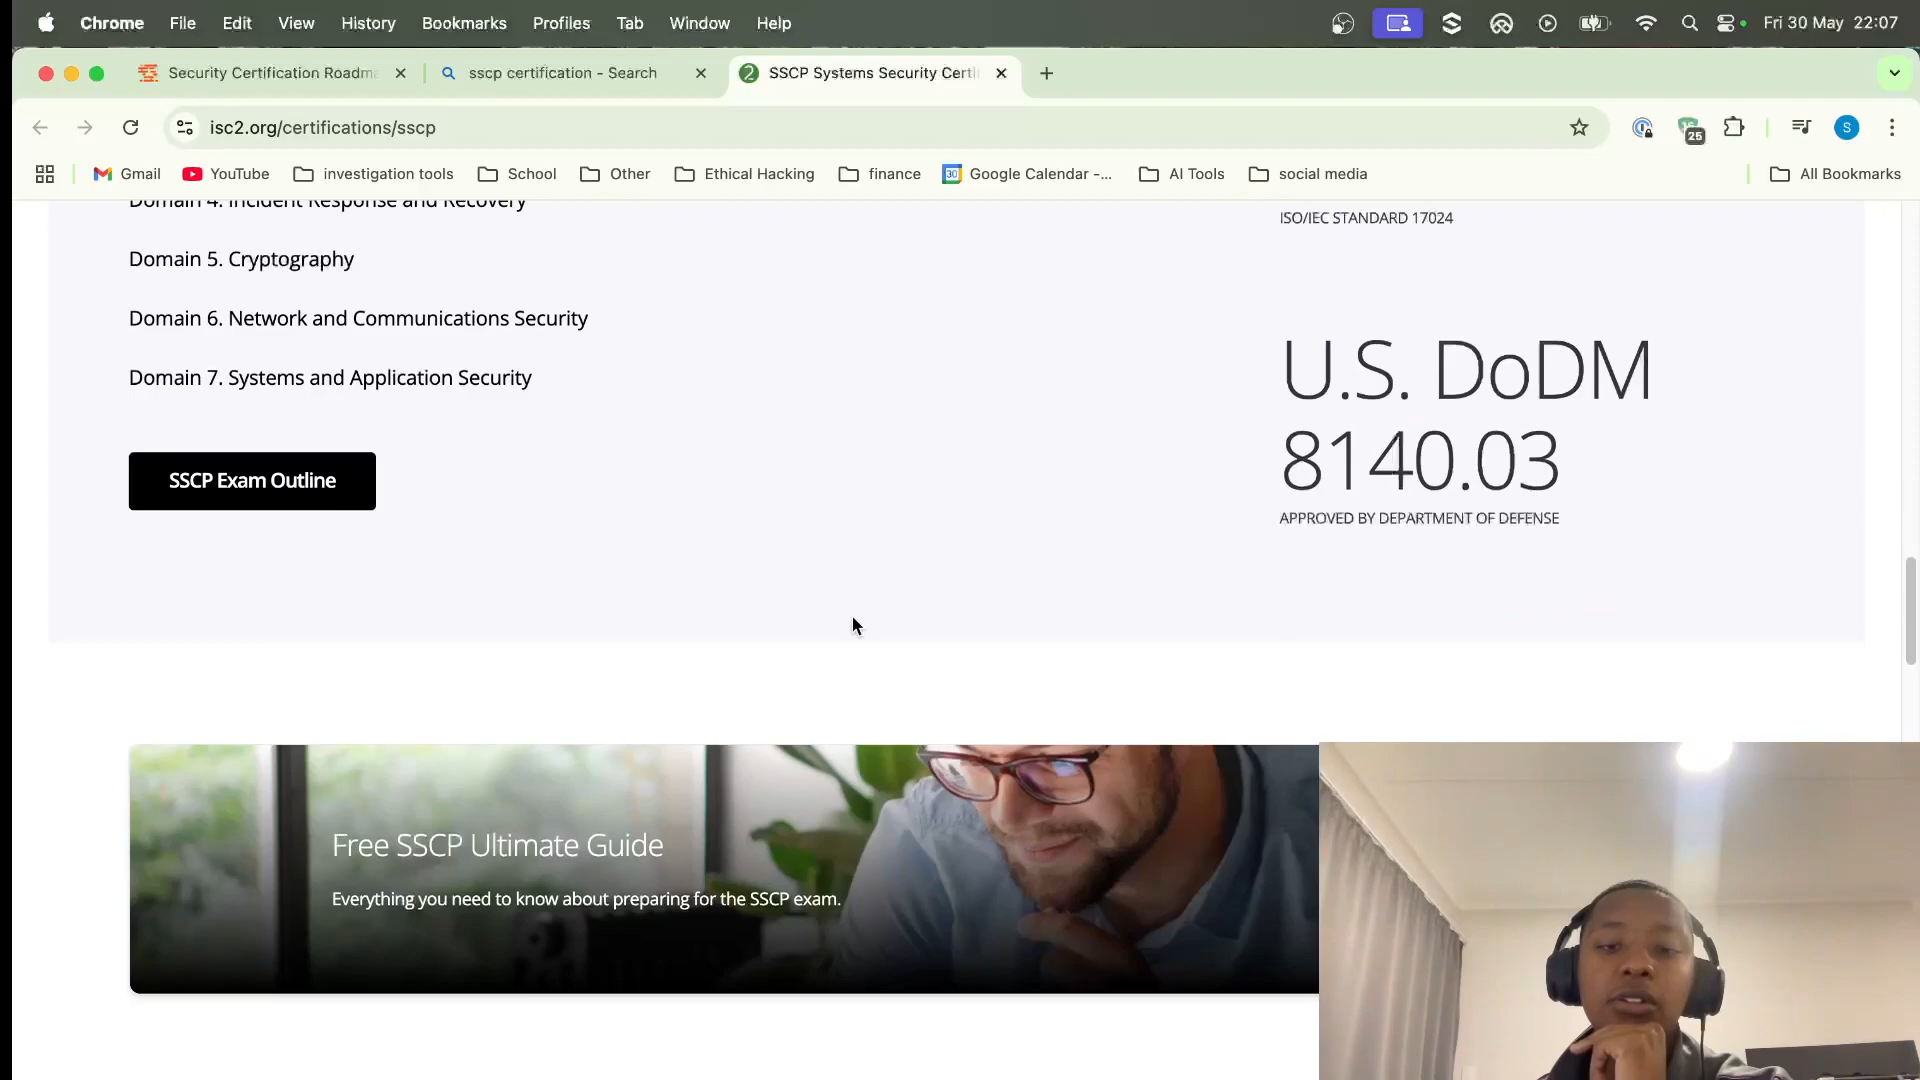 Chrome File Edit View History Bookmarks Profiles Tab Window Help Fri 30 May 22:07
Security Certification Roadma sscp certification - Search SSCP Systems Security Certi
isc2.org/certifications/sscp 25 S
Gmail YouTube investigation tools School Other Ethical Hacking finance 30 Google Calendar -... AI Tools social media All Bookmarks
Domain 4. Incident Response and Recovery
ISO/IEC STANDARD 17024
Domain 5. Cryptography
Domain 6. Network and Communications Security
Domain 7. Systems and Application Security
U.S. DoDM
8140.03
APPROVED BY DEPARTMENT OF DEFENSE
SSCP Exam Outline
Free SSCP Ultimate Guide
Everything you need to know about preparing for the SSCP exam.